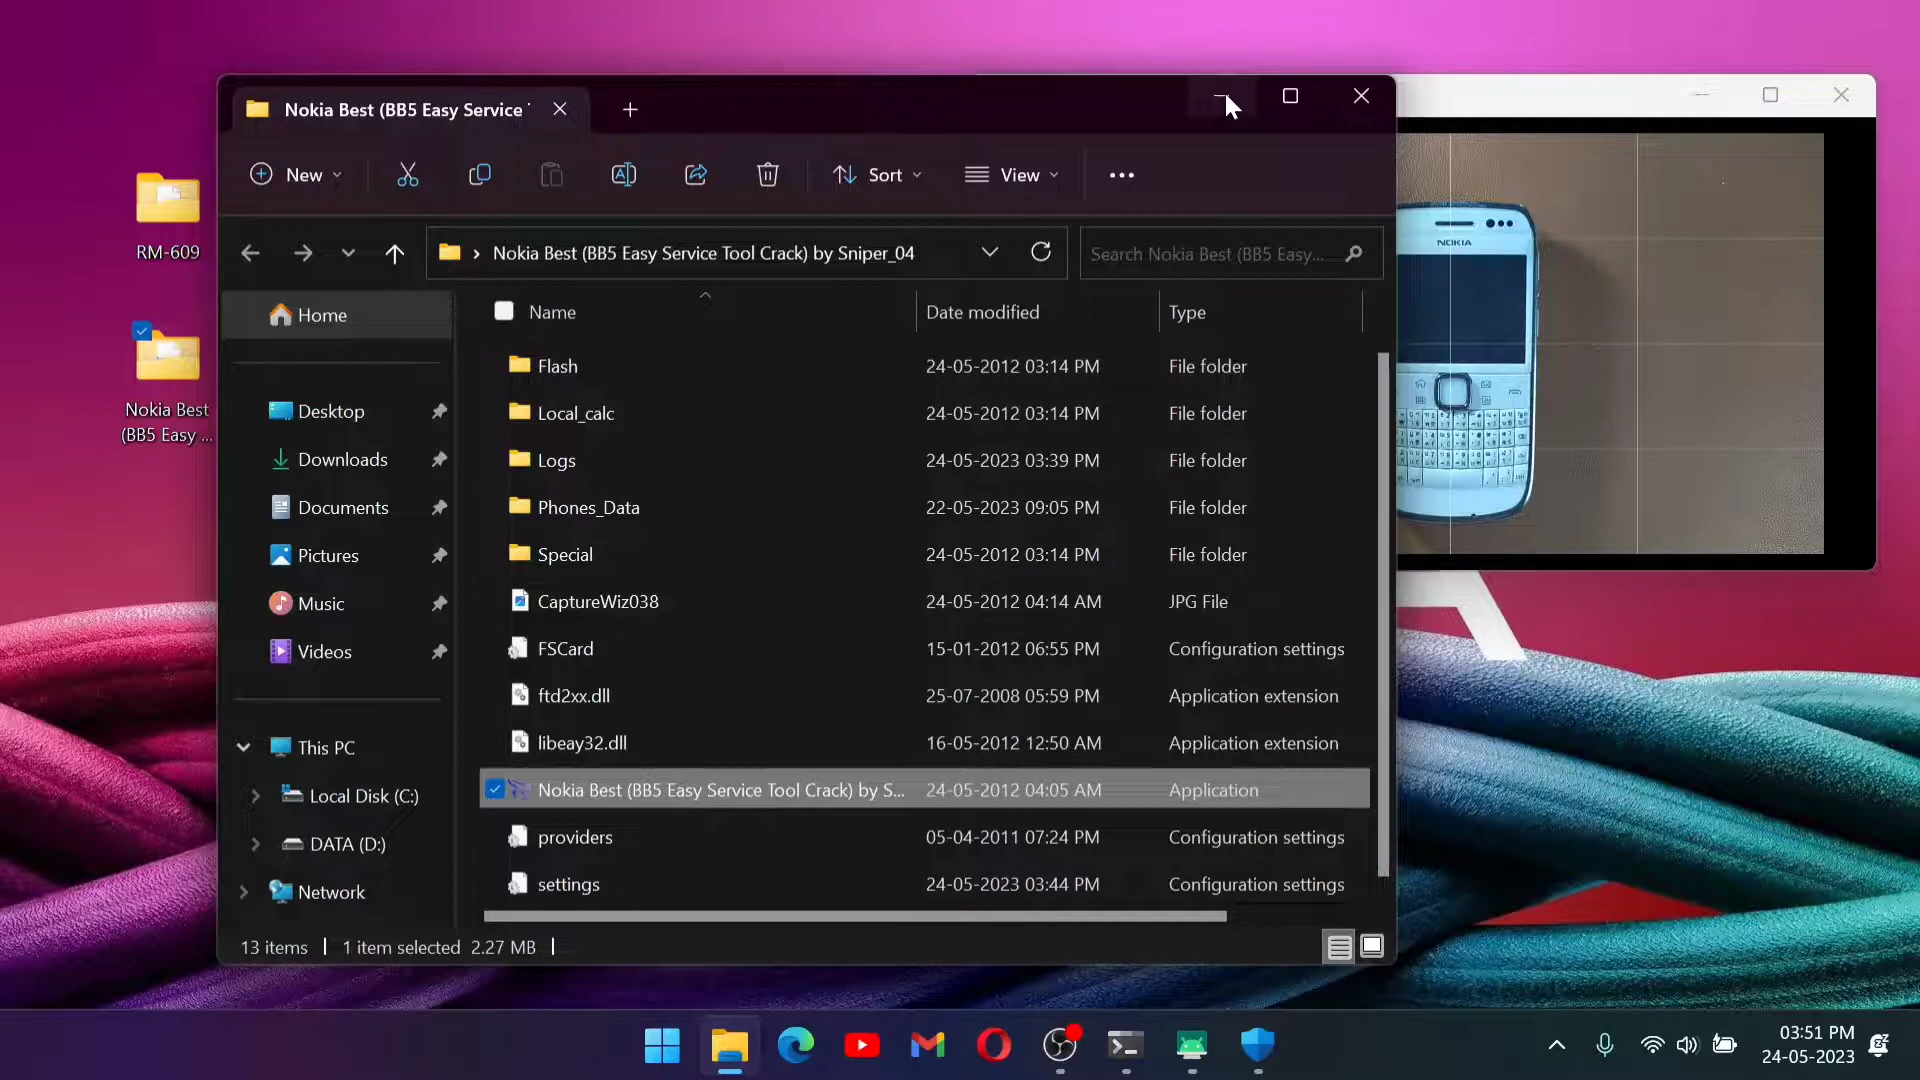 Nokia Best (BB5 Easy Service
New
Sort
View
Nokia Best (BB5 Easy Service Tool Crack) by Sniper_04
Search Nokia Best (BB5 Easy...
RM-609
Nokia Best
(BB5 Easy ...
Home
Desktop
Downloads
Documents
Pictures
Music
Videos
This PC
Local Disk (C:)
DATA (D:)
Network
Name Date modified Type
Flash 24-05-2012 03:14 PM File folder
Local_calc 24-05-2012 03:14 PM File folder
Logs 24-05-2023 03:39 PM File folder
Phones_Data 22-05-2023 09:05 PM File folder
Special 24-05-2012 03:14 PM File folder
CaptureWiz038 24-05-2012 04:14 AM JPG File
FSCard 15-01-2012 06:55 PM Configuration settings
ftd2xx.dll 25-07-2008 05:59 PM Application extension
libeay32.dll 16-05-2012 12:50 AM Application extension
Nokia Best (BB5 Easy Service Tool Crack) by S... 24-05-2012 04:05 AM Application
providers 05-04-2011 07:24 PM Configuration settings
settings 24-05-2023 03:44 PM Configuration settings
13 items 1 item selected 2.27 MB
NOKIA
03:51 PM
24-05-2023